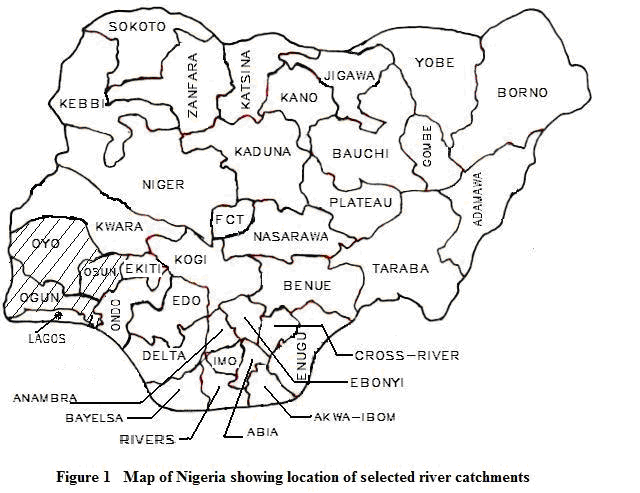 SOKOTO
KEBBI
ZANFARA
KATSINA
KANO
JIGAWA
YOBE
BORNO
KADUNA
BAUCHI
GOMBE
ADAMAWA
NIGER
PLATEAU
FCT
KWARA
NASARAWA
OYO
KOGI
TARABA
OSUN
EKITI
BENUE
OGUN
ONDO
EDO
LAGOS
DELTA
IMO
ENUGU
CROSS-RIVER
EBONYI
ANAMBRA
BAYELSA
AKWA-IBOM
RIVERS
ABIA
Figure 1 Map of Nigeria showing location of selected river catchments